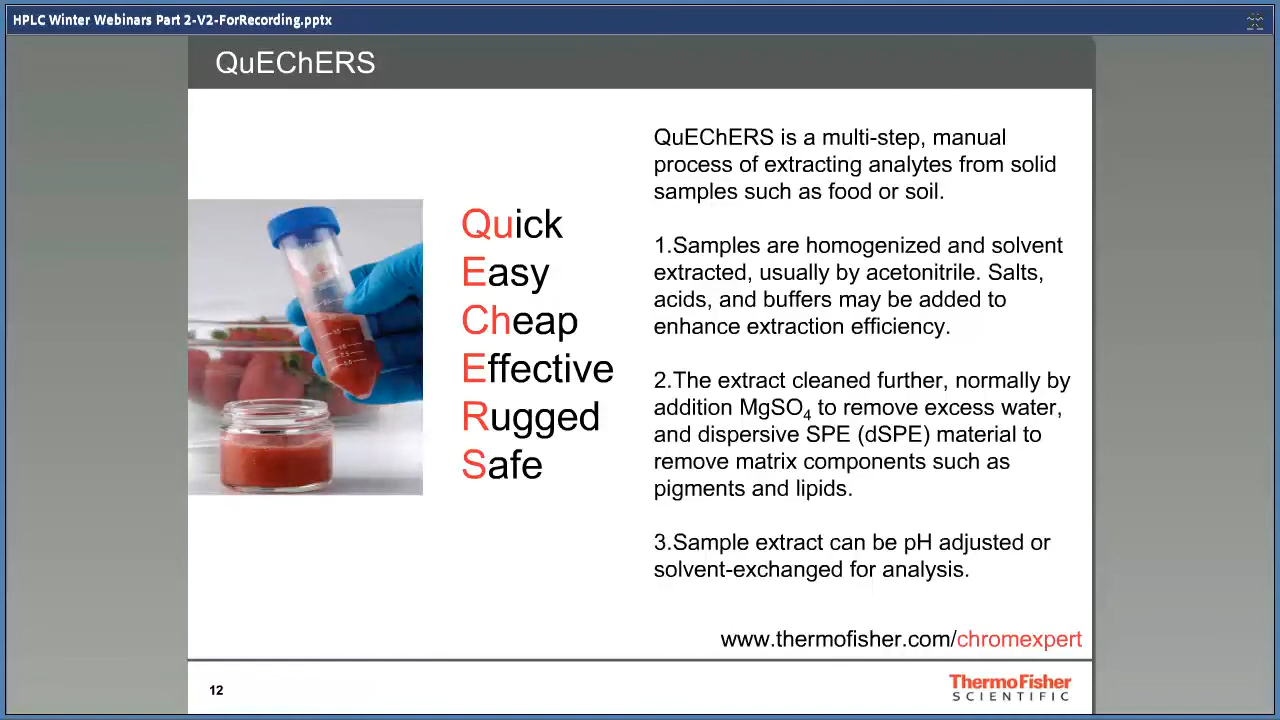 HPLC Winter Webinars Part 2-V2-ForRecording.pptx
QuEChERS
Quick
Easy
Cheap
Effective
Rugged
Safe
QuEChERS is a multi-step, manual
process of extracting analytes from solid
samples such as food or soil.
1.Samples are homogenized and solvent
extracted, usually by acetonitrile. Salts,
acids, and buffers may be added to
enhance extraction efficiency.
2.The extract cleaned further, normally by
addition MgSO₄ to remove excess water,
and dispersive SPE (dSPE) material to
remove matrix components such as
pigments and lipids.
3.Sample extract can be pH adjusted or
solvent-exchanged for analysis.
www.thermofisher.com/chromexpert
12
ThermoFisher
SCIENTIFIC